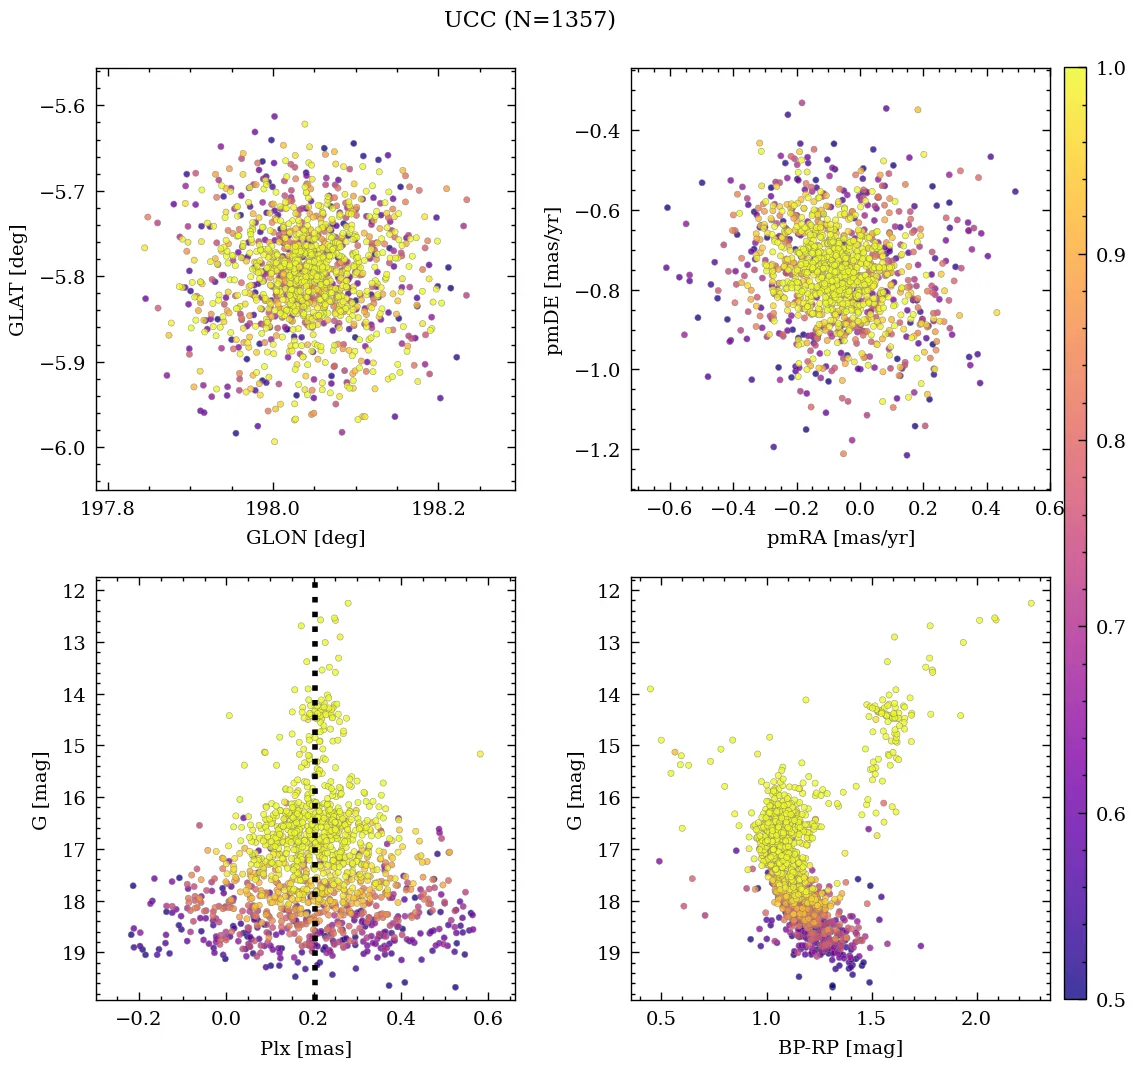 UCC (N=1357)
−5.6
−5.7
−5.8
−5.9
−6.0
GLAT [deg]
197.8 198.0 198.2
GLON [deg]
−0.4
−0.6
−0.8
−1.0
−1.2
pmDE [mas/yr]
−0.6 −0.4 −0.2 0.0 0.2 0.4 0.6
pmRA [mas/yr]
12
13
14
15
16
17
18
19
G [mag]
−0.2 0.0 0.2 0.4 0.6
Plx [mas]
12
13
14
15
16
17
18
19
G [mag]
0.5 1.0 1.5 2.0
BP-RP [mag]
1.0
0.9
0.8
0.7
0.6
0.5